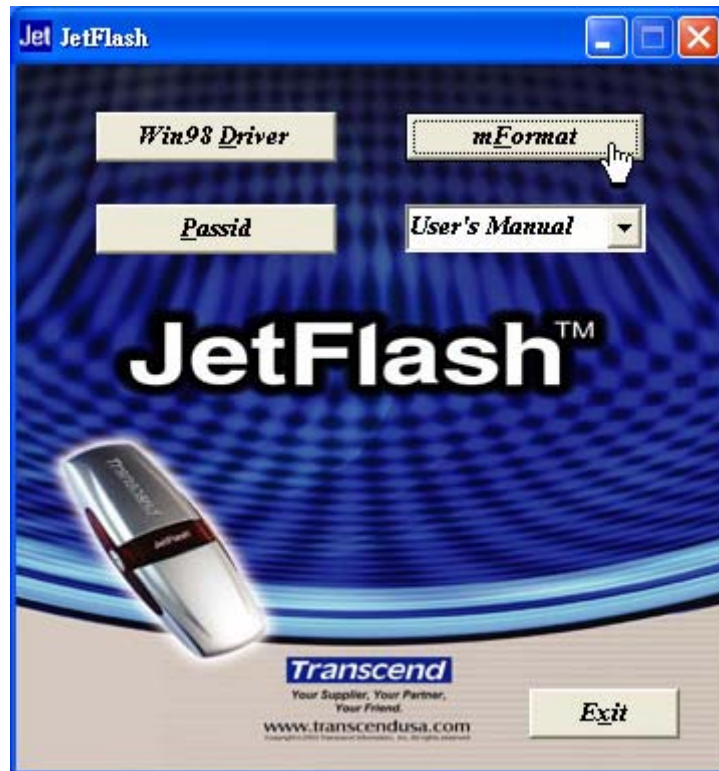 Jet JetFlash
Win98 Driver
mFormat
Passid
User's Manual
JetFlash™
Transcend
JetFlash
Transcend
Your Supplier, Your Partner,
Your Friend.
www.transcendusa.com
Exit